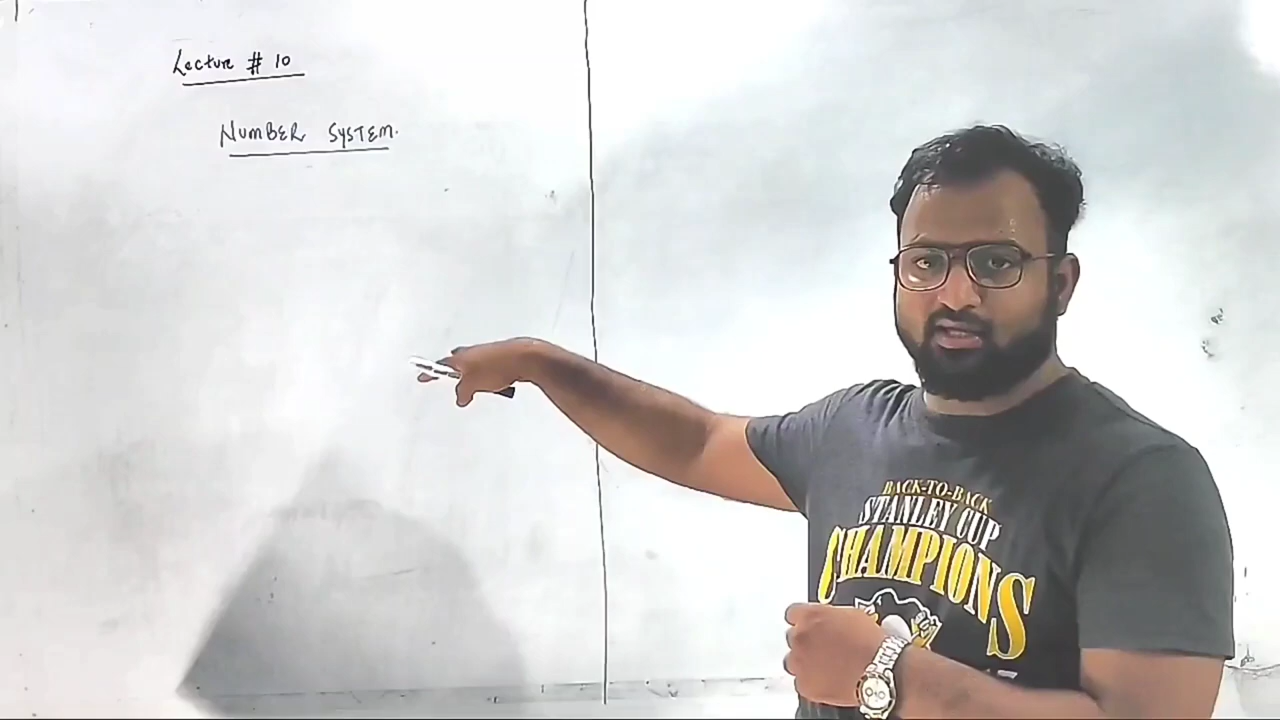 Lecture # 10
NUMBER SYSTEM.
BACK-TO-BACK
STANLEY CUP
CHAMPIONS